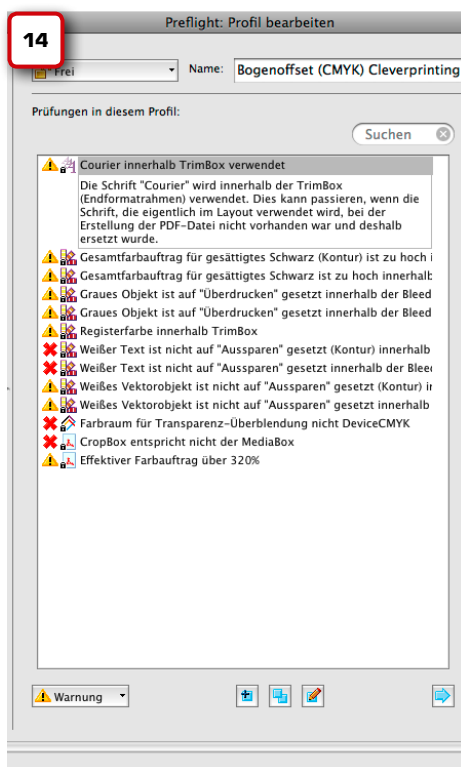 14
Preflight: Profil bearbeiten
Frei
Name: Bogenoffset (CMYK) Cleverprinting
Prüfungen in diesem Profil:
Suchen
Courier innerhalb TrimBox verwendet
Die Schrift "Courier" wird innerhalb der TrimBox
(Endformatrahmen) verwendet. Dies kann passieren, wenn die
Schrift, die eigentlich im Layout verwendet wird, bei der
Erstellung der PDF-Datei nicht vorhanden war und deshalb
ersetzt wurde.
Gesamtfarbauftrag für gesättigtes Schwarz (Kontur) ist zu hoch i
Gesamtfarbauftrag für gesättigtes Schwarz ist zu hoch innerhalb
Graues Objekt ist auf "Überdrucken" gesetzt innerhalb der Bleed
Graues Objekt ist auf "Überdrucken" gesetzt innerhalb der Bleed
Registerfarbe innerhalb TrimBox
Weißer Text ist nicht auf "Aussparen" gesetzt (Kontur) innerhalb
Weißer Text ist nicht auf "Aussparen" gesetzt innerhalb der Bleed
Weißes Vektorobjekt ist nicht auf "Aussparen" gesetzt (Kontur) in
Weißes Vektorobjekt ist nicht auf "Aussparen" gesetzt innerhalb
Farbraum für Transparenz-Überblendung nicht DeviceCMYK
CropBox entspricht nicht der MediaBox
Effektiver Farbauftrag über 320%
Warnung